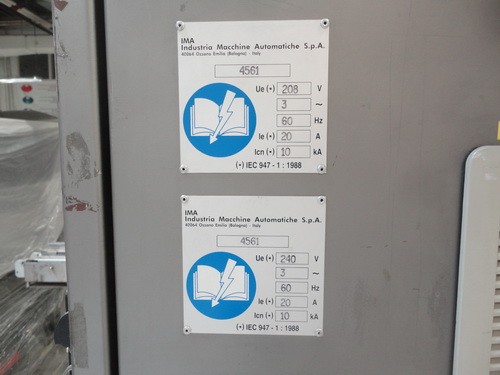 IMA
Industria Macchine Automatiche S.p.A.
40064 Ozzano Emilia (Bologna) - Italy
4561
Ue (•) 208 V
3 ~
60 Hz
Ie (•) 20 A
Icn (•) 10 kA
(•) IEC 947 - 1 : 1988
IMA
Industria Macchine Automatiche S.p.A.
40064 Ozzano Emilia (Bologna) - Italy
4561
Ue (•) 240 V
3 ~
60 Hz
Ie (•) 20 A
Icn (•) 10 kA
(•) IEC 947 - 1 : 1988